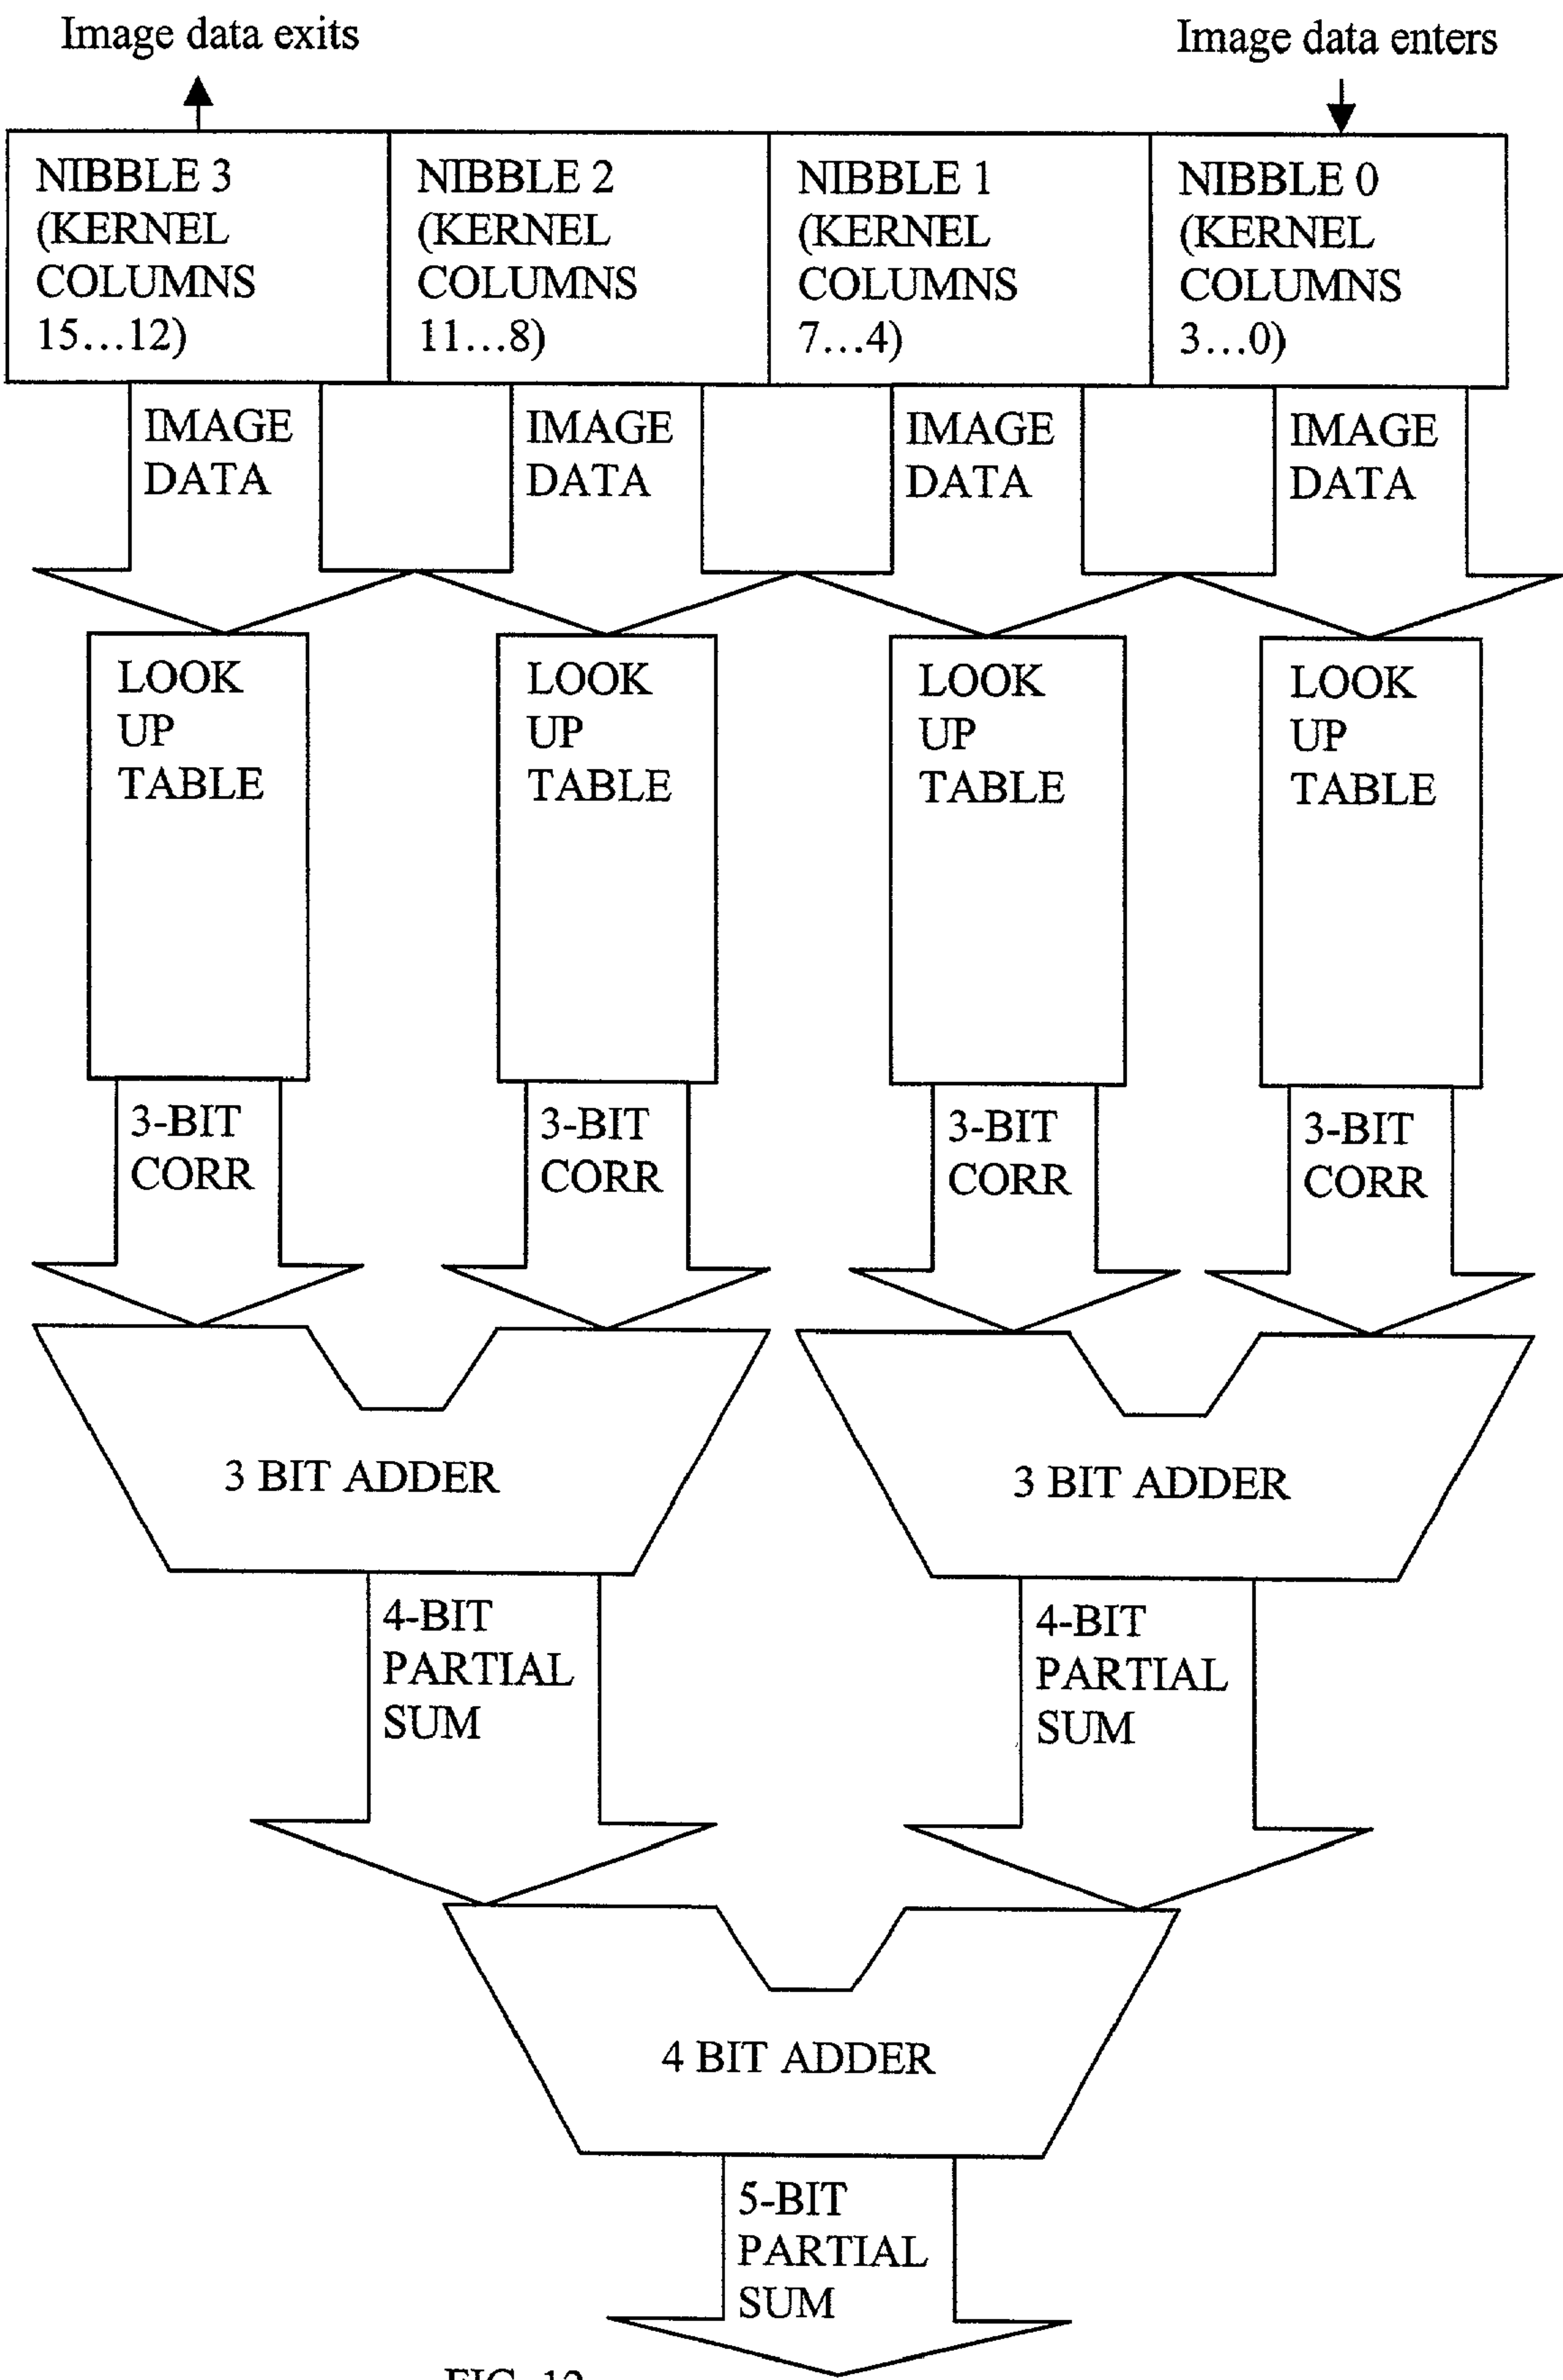 Image data exits
Image data enters
NIBBLE 3
(KERNEL
COLUMNS
15...12)
NIBBLE 2
(KERNEL
COLUMNS
11...8)
NIBBLE 1
(KERNEL
COLUMNS
7...4)
NIBBLE 0
(KERNEL
COLUMNS
3...0)
IMAGE
DATA
IMAGE
DATA
IMAGE
DATA
IMAGE
DATA
LOOK
UP
TABLE
LOOK
UP
TABLE
LOOK
UP
TABLE
LOOK
UP
TABLE
3-BIT
CORR
3-BIT
CORR
3-BIT
CORR
3-BIT
CORR
3 BIT ADDER
3 BIT ADDER
4-BIT
PARTIAL
SUM
4-BIT
PARTIAL
SUM
4 BIT ADDER
5-BIT
PARTIAL
SUM